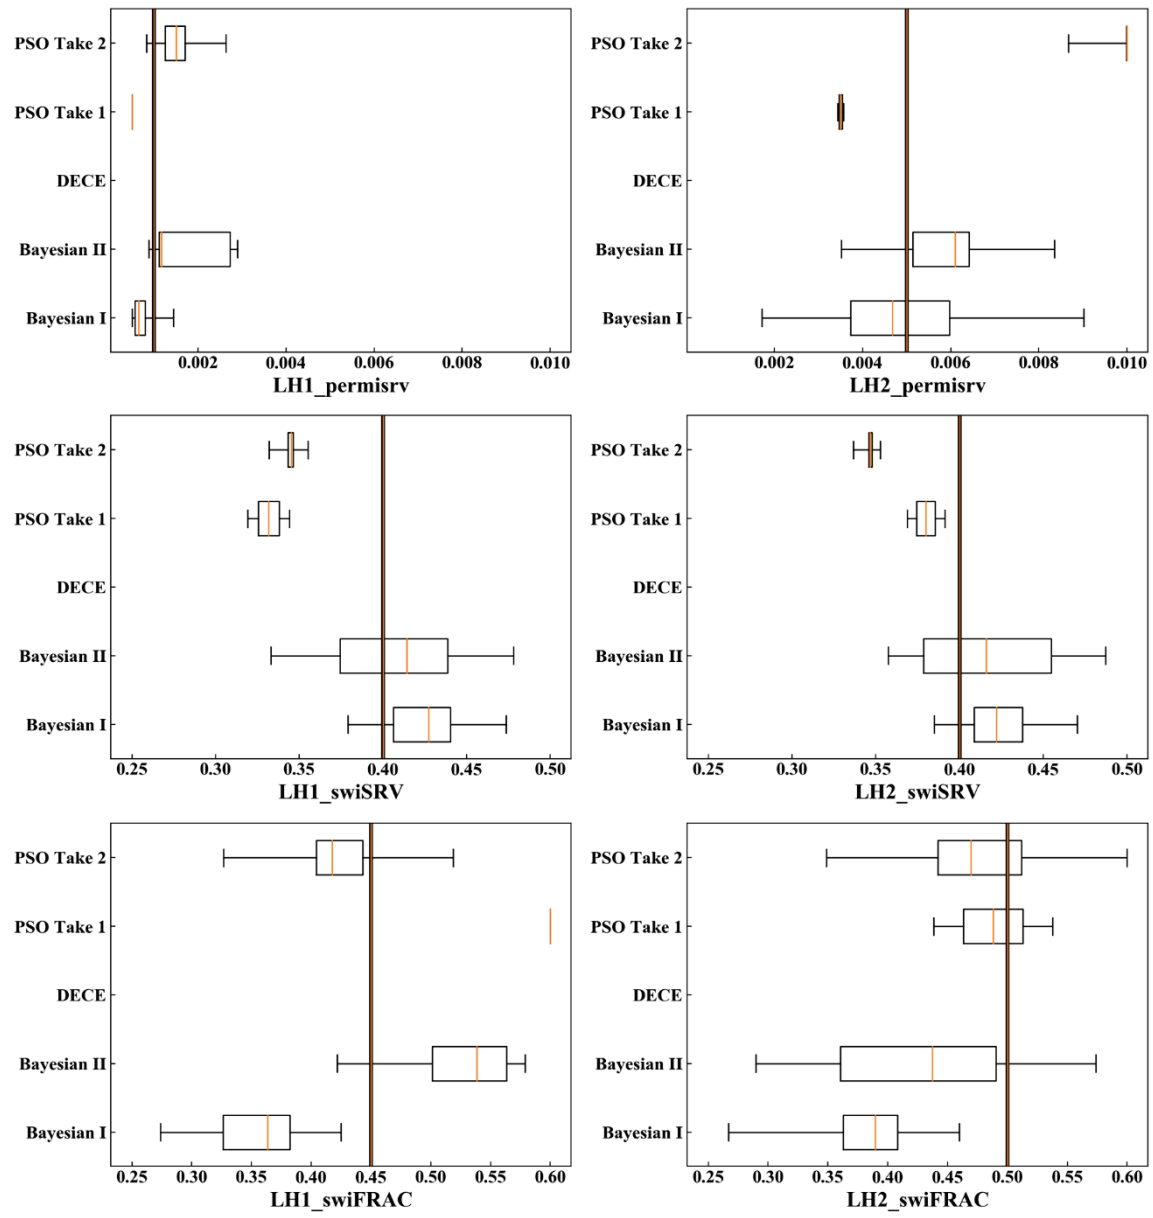 PSO Take 2
PSO Take 1
DECE
Bayesian II
Bayesian I
0.002 0.004 0.006 0.008 0.010
LH1_permisrv
PSO Take 2
PSO Take 1
DECE
Bayesian II
Bayesian I
0.002 0.004 0.006 0.008 0.010
LH2_permisrv
PSO Take 2
PSO Take 1
DECE
Bayesian II
Bayesian I
0.25 0.30 0.35 0.40 0.45 0.50
LH1_swiSRV
PSO Take 2
PSO Take 1
DECE
Bayesian II
Bayesian I
0.25 0.30 0.35 0.40 0.45 0.50
LH2_swiSRV
PSO Take 2
PSO Take 1
DECE
Bayesian II
Bayesian I
0.25 0.30 0.35 0.40 0.45 0.50 0.55 0.60
LH1_swiFRAC
PSO Take 2
PSO Take 1
DECE
Bayesian II
Bayesian I
0.25 0.30 0.35 0.40 0.45 0.50 0.55 0.60
LH2_swiFRAC